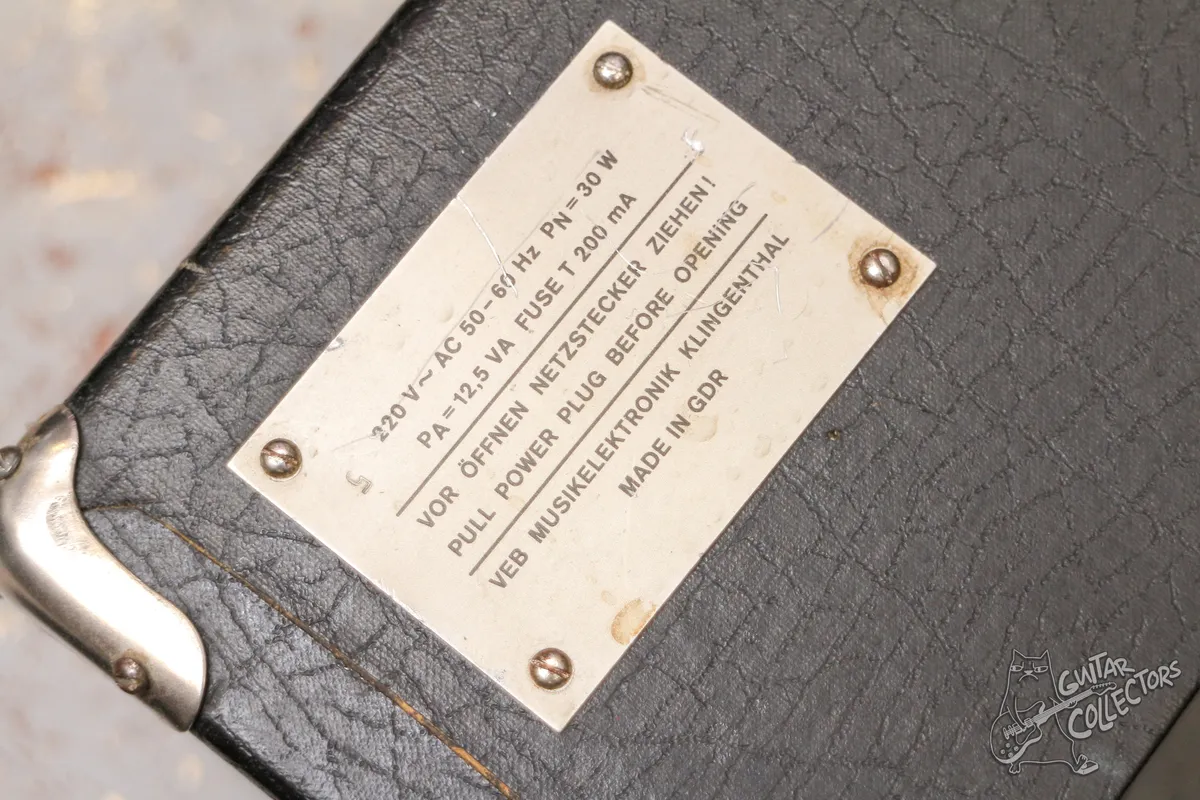 220 V ~ AC 50 – 60 Hz PN = 30 W
PA = 12,5 VA FUSE T 200 mA
VOR ÖFFNEN NETZSTECKER ZIEHEN!
PULL POWER PLUG BEFORE OPENiNG
VEB MUSIKELEKTRONIK KLINGENTHAL
MADE IN GDR
GUITAR
COLLECTORS